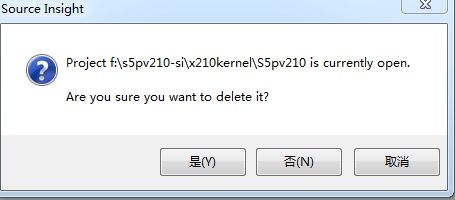 Source Insight
Project f:\s5pv210-si\x210kernel\S5pv210 is currently open.
Are you sure you want to delete it?
是(Y)
否(N)
取消